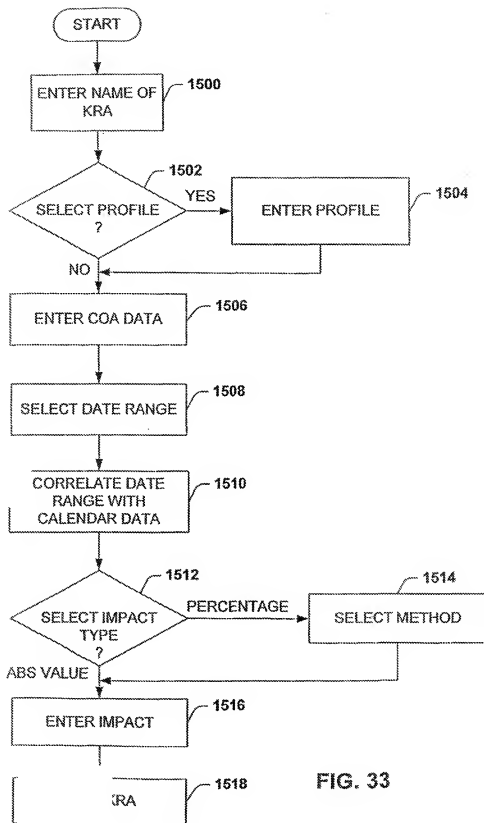 START
ENTER NAME OF
KRA
1500
1502
SELECT PROFILE
?
YES
ENTER PROFILE
1504
NO
ENTER COA DATA
1506
SELECT DATE RANGE
1508
CORRELATE DATE
RANGE WITH
CALENDAR DATA
1510
1512
SELECT IMPACT
TYPE
?
PERCENTAGE
1514
SELECT METHOD
ABS VALUE
ENTER IMPACT
1516
KRA
1518
FIG. 33